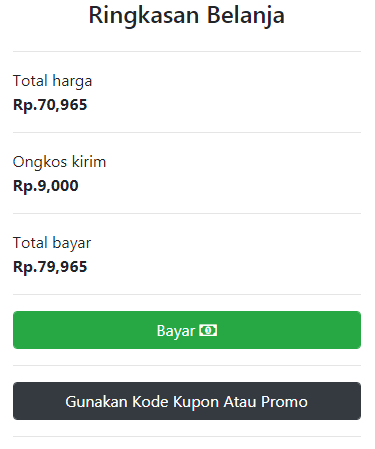 Ringkasan Belanja
Total harga
Rp.70,965
Ongkos kirim
Rp.9,000
Total bayar
Rp.79,965
Bayar
Gunakan Kode Kupon Atau Promo